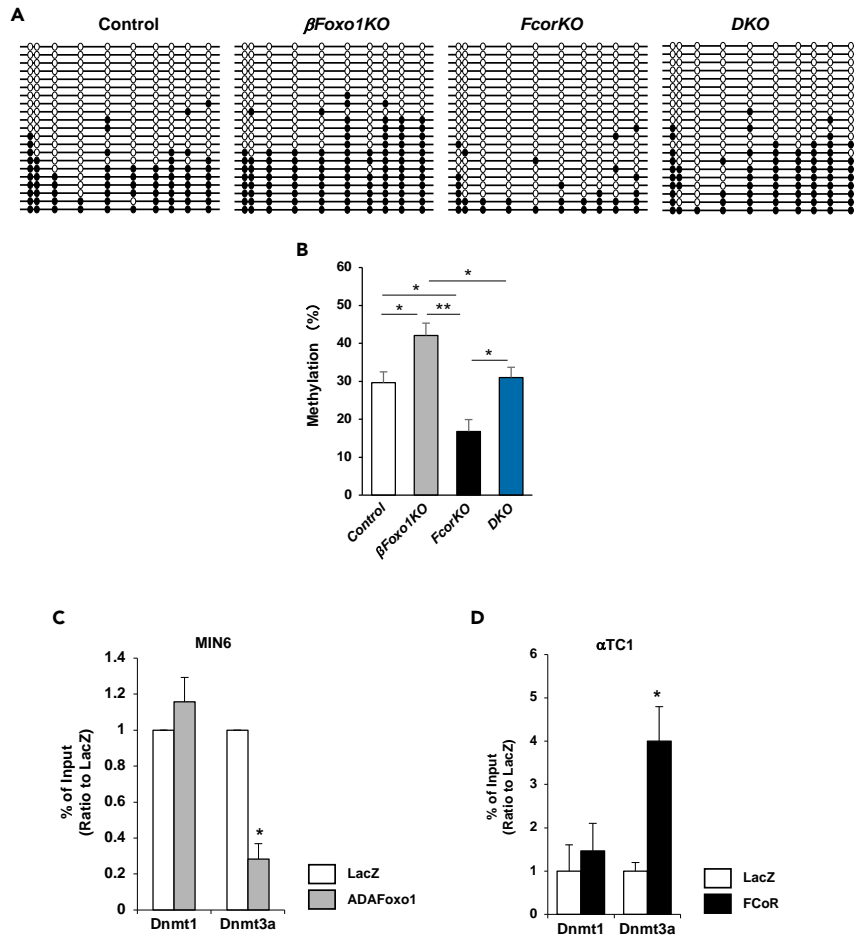 A
Control
βFoxo1KO
FcorKO
DKO
B
60
50
40
30
20
10
0
Methylation (%)
*
*
**
*
*
Control
βFoxo1KO
FcorKO
DKO
C
MIN6
1.4
1.2
1
0.8
0.6
0.4
0.2
0
% of Input
(Ratio to LacZ)
*
Dnmt1
Dnmt3a
LacZ
ADAFoxo1
D
αTC1
6
5
4
3
2
1
0
% of Input
(Ratio to LacZ)
*
Dnmt1
Dnmt3a
LacZ
FCoR